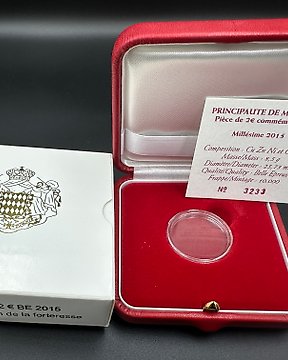 PRINCIPAUTE DE M
Pièce de 2€ commém
Millésime 2015
Composition - Cu Zn Ni et C
Masse/Mass - 8.5 g
Diamètre/Diameter - 25.75 m
Qualité/Quality - Belle Epreuv
Frappe/Mintage - 10.000
N° 3233
2 € BE 2015
n de la forteresse